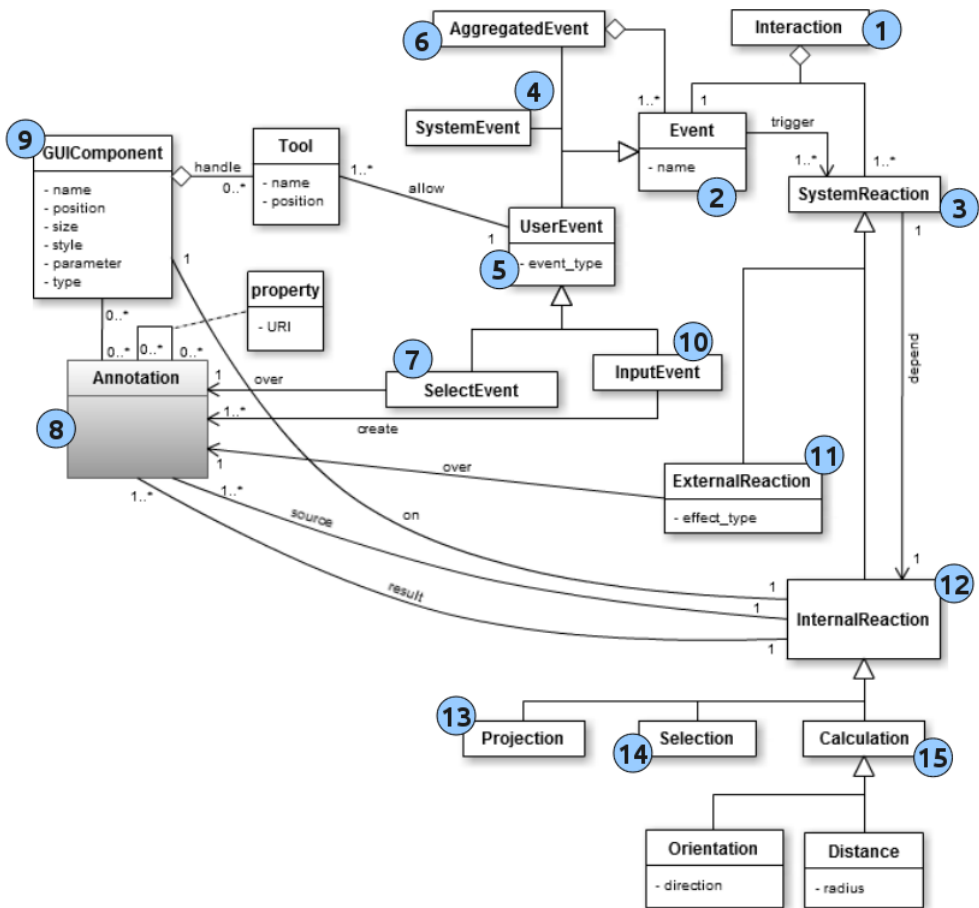 AggregatedEvent
6
Interaction
1
4
SystemEvent
1..*
1
Event
- name
2
trigger
1..*
1..*
SystemReaction
3
1
9
GUIComponent
- name
- position
- size
- style
- parameter
- type
handle
0..*
Tool
- name
- position
1..*
allow
1
UserEvent
- event_type
5
1
property
- URI
0..*
0..*
0..*
0..*
Annotation
8
1
over
7
SelectEvent
10
InputEvent
1..*
create
1
over
11
ExternalReaction
- effect_type
depend
1..*
1..*
source
on
result
1
12
InternalReaction
1
1
1
13
Projection
14
Selection
Calculation
15
Orientation
- direction
Distance
- radius